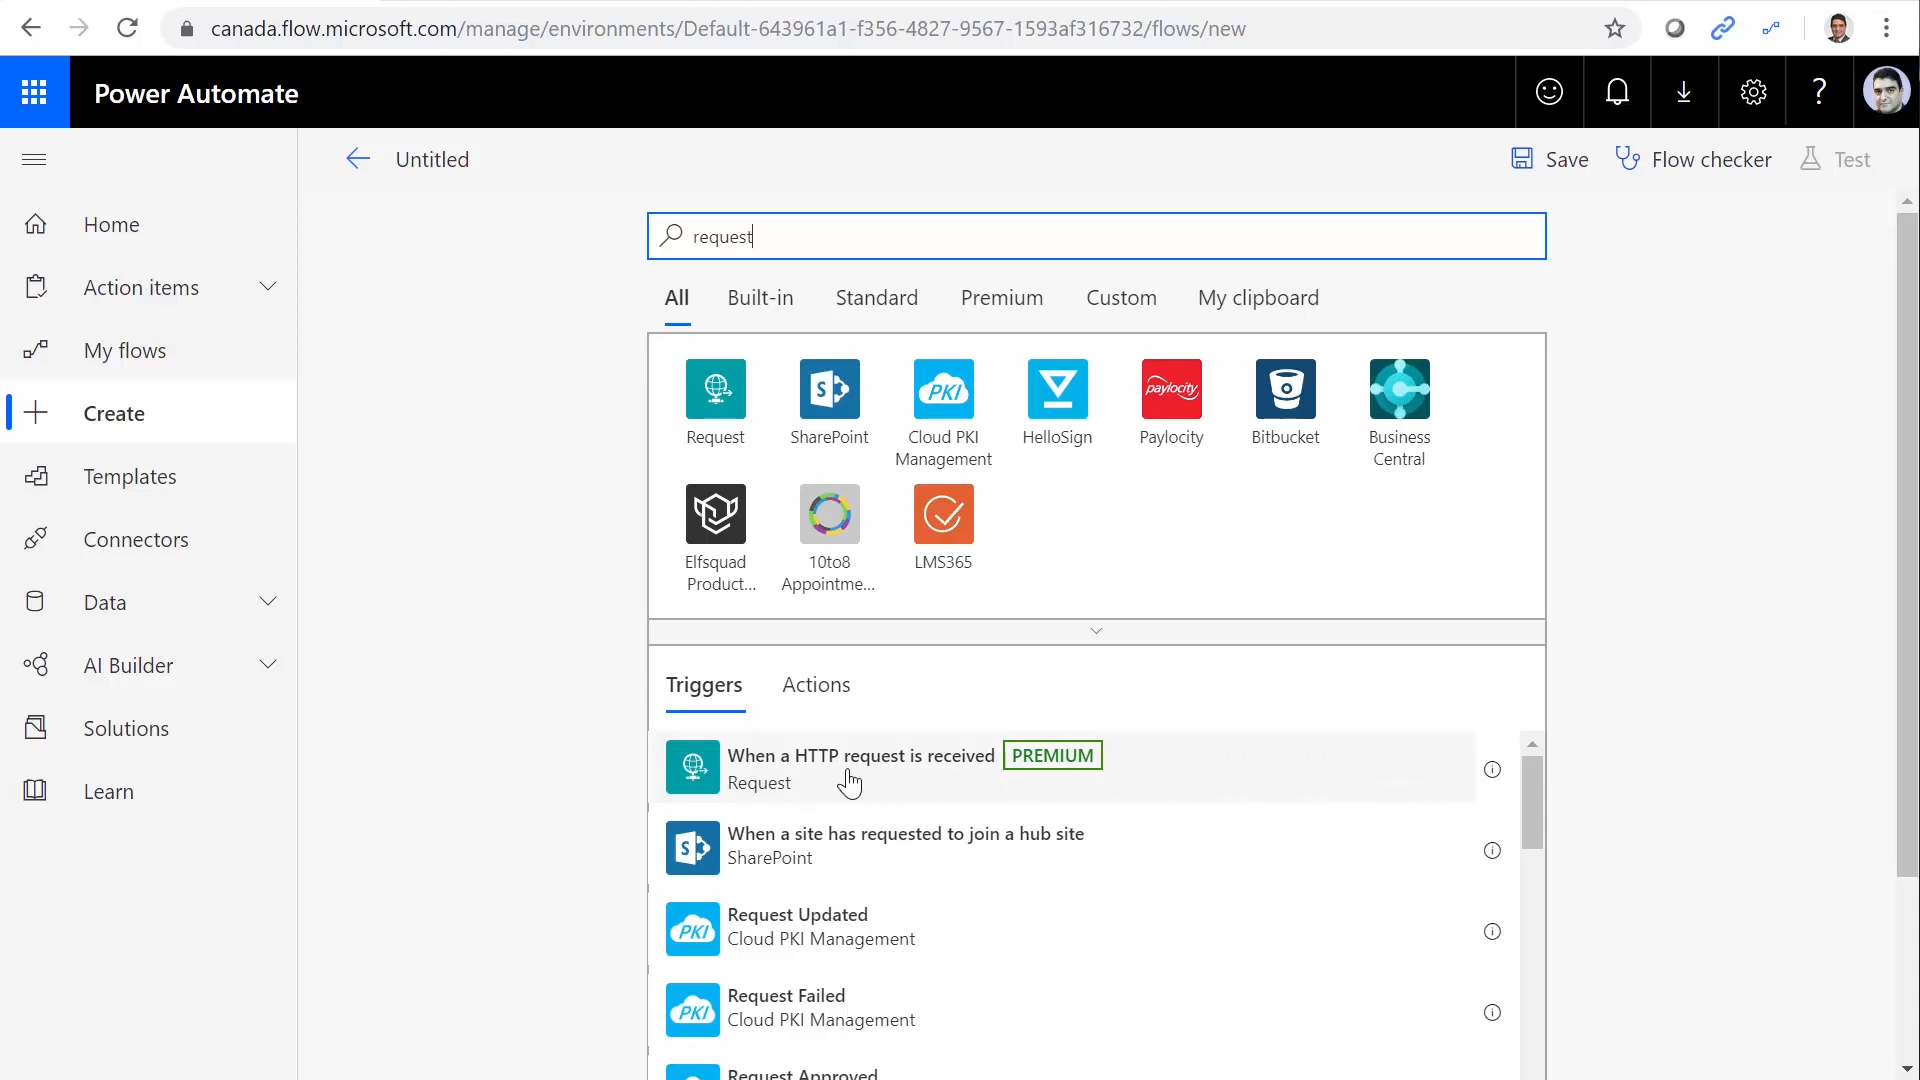 canada.flow.microsoft.com/manage/environments/Default-643961a1-f356-4827-9567-1593af316732/flows/new
Power Automate
?
Untitled
Save
Flow checker
Test
Home
Action items
My flows
Create
Templates
Connectors
Data
AI Builder
Solutions
Learn
request
All
Built-in
Standard
Premium
Custom
My clipboard
S
PKI
paylocity
Request
SharePoint
Cloud PKI
Management
HelloSign
Paylocity
Bitbucket
Business
Central
Elfsquad
Product...
10to8
Appointme...
LMS365
Triggers
Actions
When a HTTP request is received
PREMIUM
Request
S
When a site has requested to join a hub site
SharePoint
PKI
Request Updated
Cloud PKI Management
PKI
Request Failed
Cloud PKI Management
Request Approved